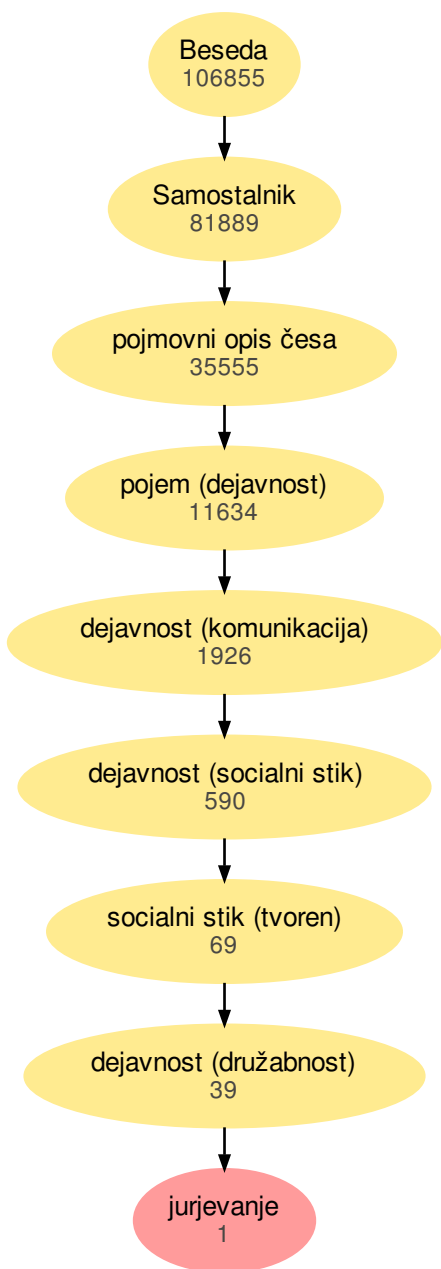 Beseda
106855
Samostalnik
81889
pojmovni opis česa
35555
pojem (dejavnost)
11634
dejavnost (komunikacija)
1926
dejavnost (socialni stik)
590
socialni stik (tvoren)
69
dejavnost (družabnost)
39
jurjevanje
1